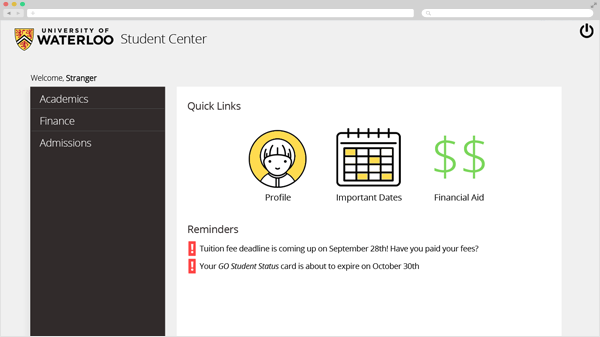 UNIVERSITY OF
WATERLOO
Student Center
Welcome, Stranger
Academics
Finance
Admissions
Quick Links
Profile
Important Dates
$$
Financial Aid
Reminders
! Tuition fee deadline is coming up on September 28th! Have you paid your fees?
! Your GO Student Status card is about to expire on October 30th